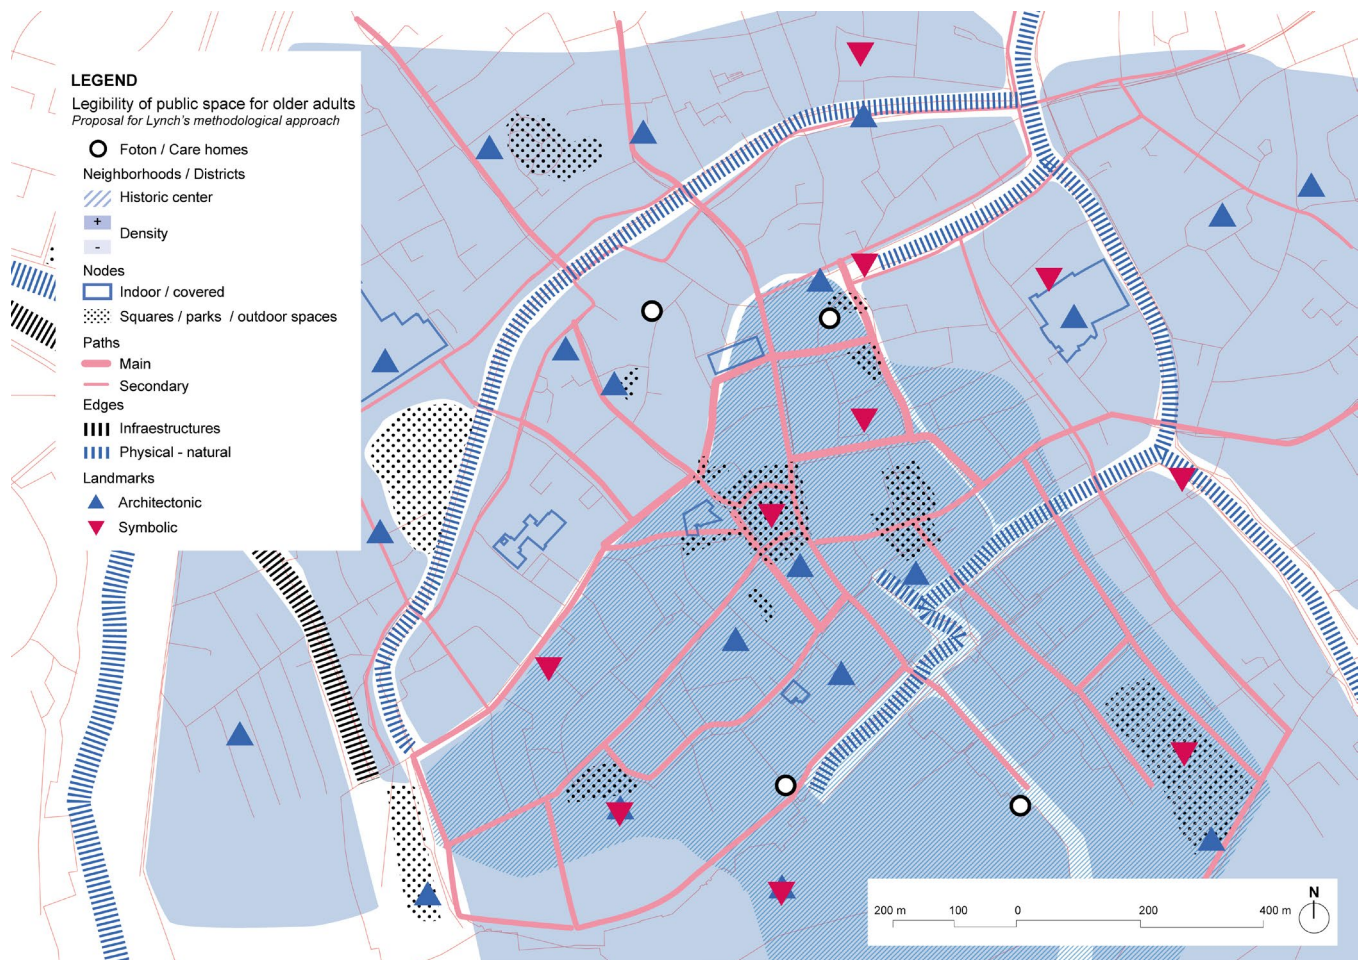 LEGEND
Legibility of public space for older adults
Proposal for Lynch's methodological approach
Foton / Care homes
Neighborhoods / Districts
Historic center
+
Density
-
Nodes
Indoor / covered
Squares / parks / outdoor spaces
Paths
Main
Secondary
Edges
Infraestructures
Physical - natural
Landmarks
Architectonic
Symbolic
N
200 m 100 0 200 400 m